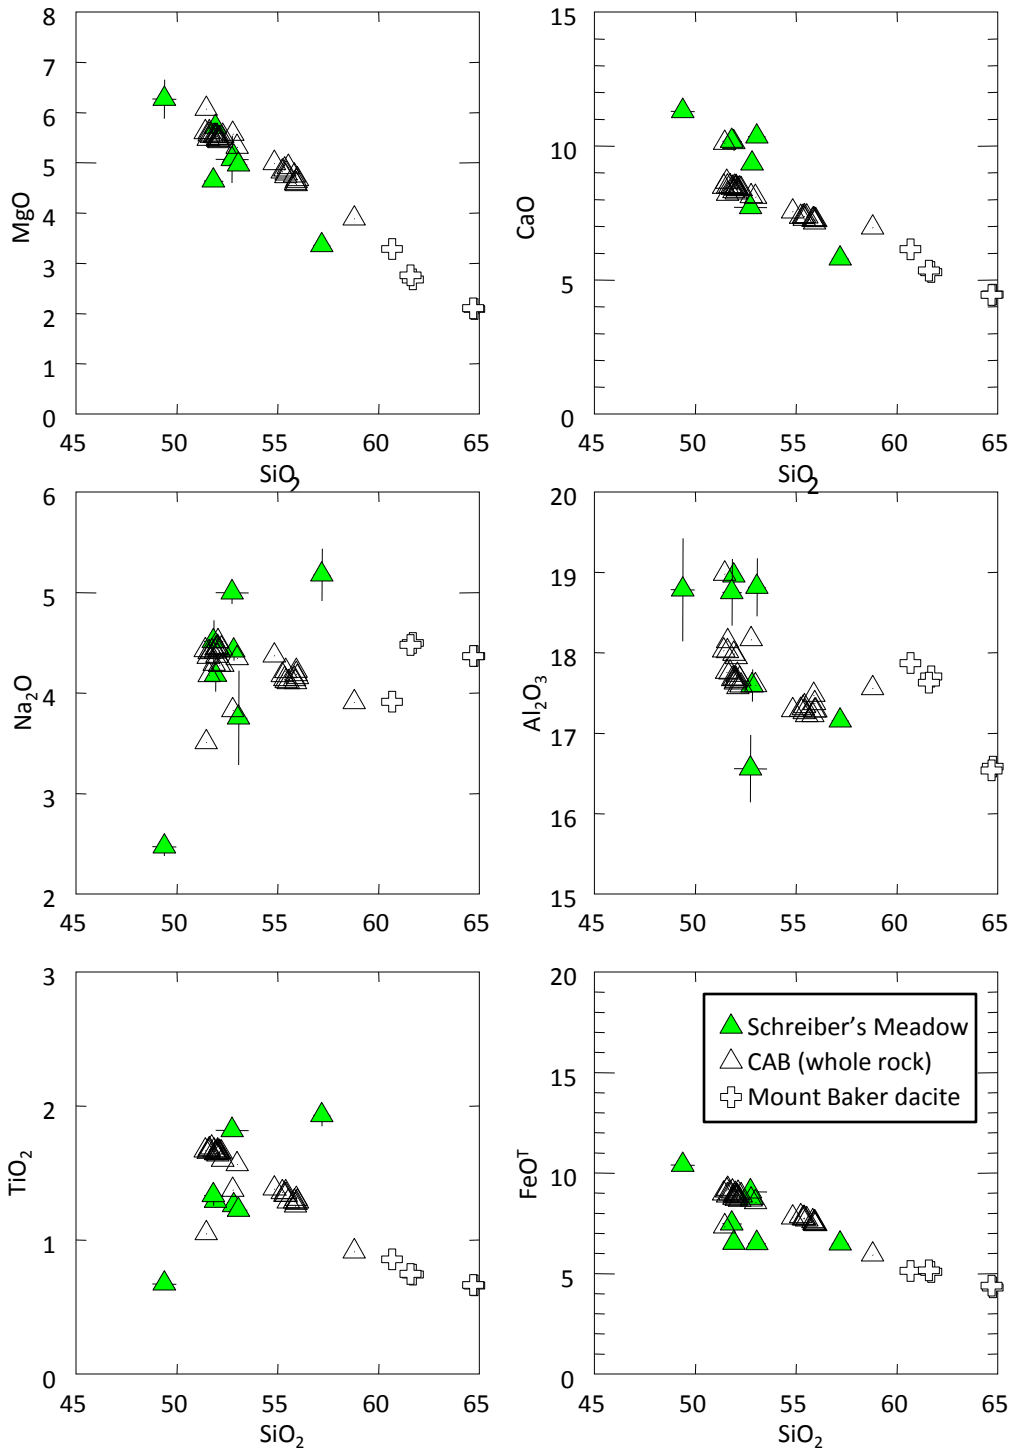 8
7
6
5
4
3
2
1
0
MgO
45 50 55 60 65
SiO2
15
10
5
0
CaO
45 50 55 60 65
SiO2
6
5
4
3
2
Na2O
45 50 55 60 65
20
19
18
17
16
15
Al2O3
45 50 55 60 65
3
2
1
0
TiO2
45 50 55 60 65
SiO2
20
15
10
5
0
FeOT
Schreiber's Meadow
CAB (whole rock)
Mount Baker dacite
45 50 55 60 65
SiO2